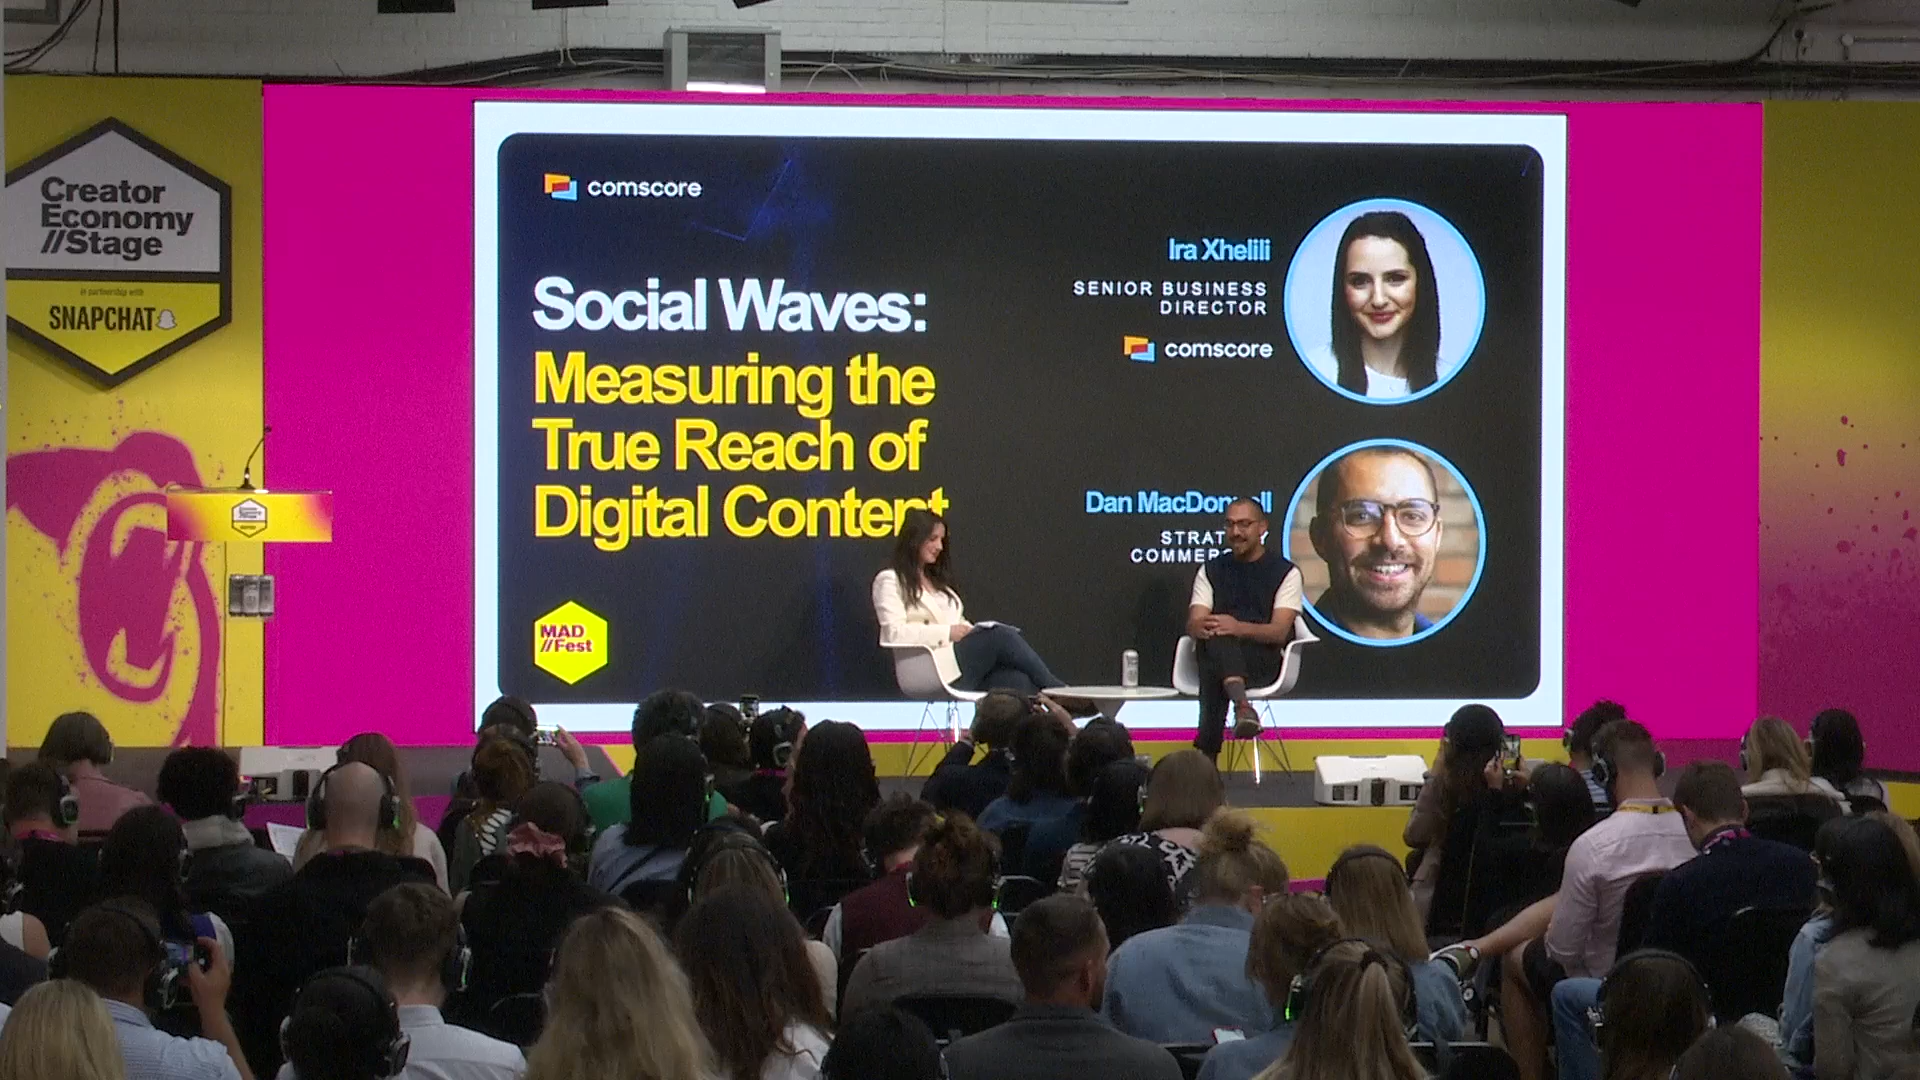 Creator
Economy
//Stage
in partnership with
SNAPCHAT
comscore
Social Waves:
Measuring the
True Reach of
Digital Content
MAD
//Fest
Ira Xhelili
SENIOR BUSINESS
DIRECTOR
comscore
Dan